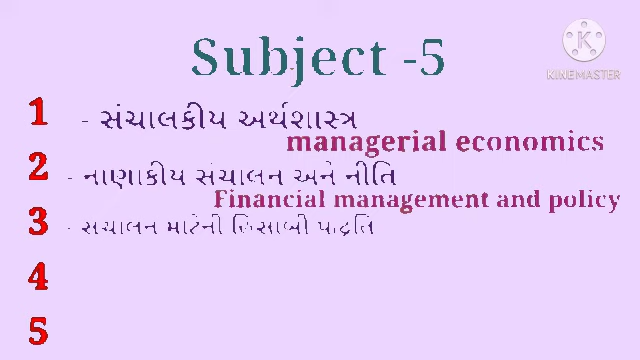 Subject -5
KINEMASTER
1 - સંચાલકીય અર્થશાસ્ત્ર
managerial economics
2 - નાણાકીય સંચાલન અને નીતિ
Financial management and policy
3 - સંચાલન માટેની હિસાબી પદ્ધતિ
4
5